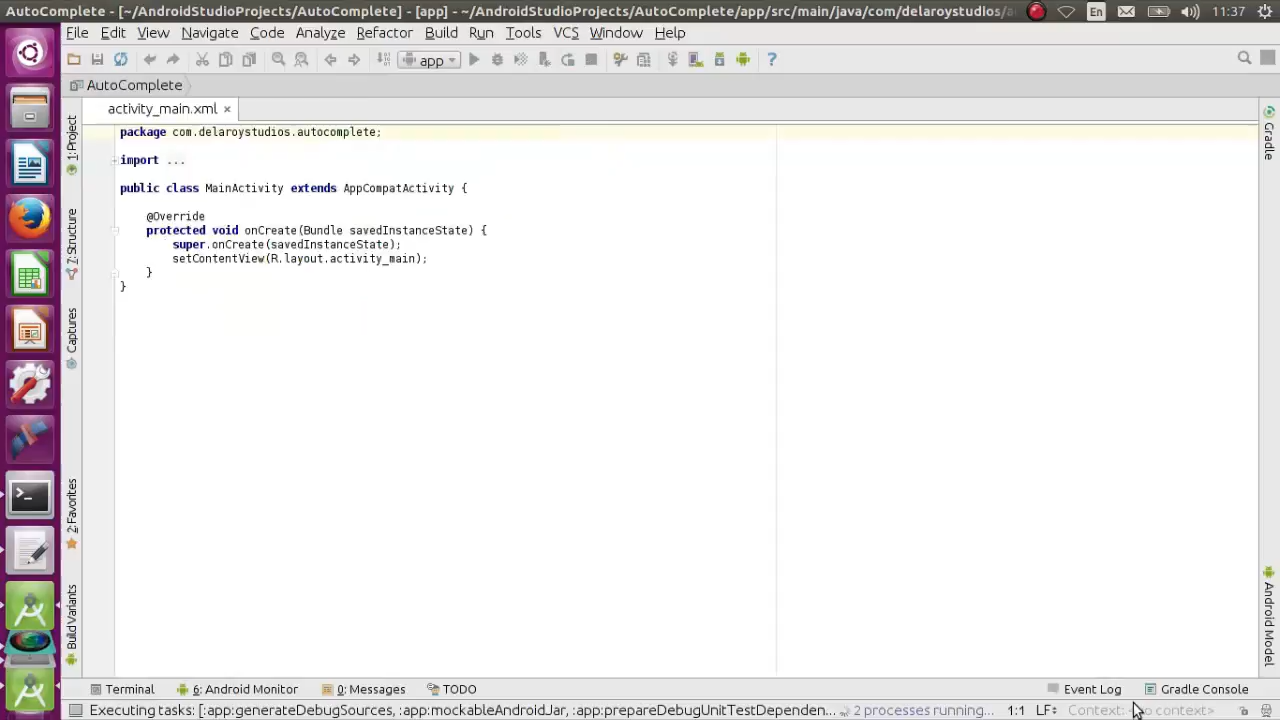 AutoComplete - [~/AndroidStudioProjects/AutoComplete] - [app] - ~/AndroidStudioProjects/AutoComplete/app/src/main/java/com/delaroystudios/
En
11:37
File Edit View Navigate Code Analyze Refactor Build Run Tools VCS Window Help
app
AutoComplete
activity_main.xml
package com.delaroystudios.autocomplete;
import ...
public class MainActivity extends AppCompatActivity {
@Override
protected void onCreate(Bundle savedInstanceState) {
super.onCreate(savedInstanceState);
setContentView(R.layout.activity_main);
}
}
1: Project
7: Structure
Captures
2: Favorites
Build Variants
Gradle
Android Model
Terminal 6: Android Monitor 0: Messages TODO Event Log Gradle Console
Executing tasks: [:app:generateDebugSources, :app:mockableAndroidJar, :app:prepareDebugUnitTestDependen... 2 processes running... 1:1 LF Context: <no context>